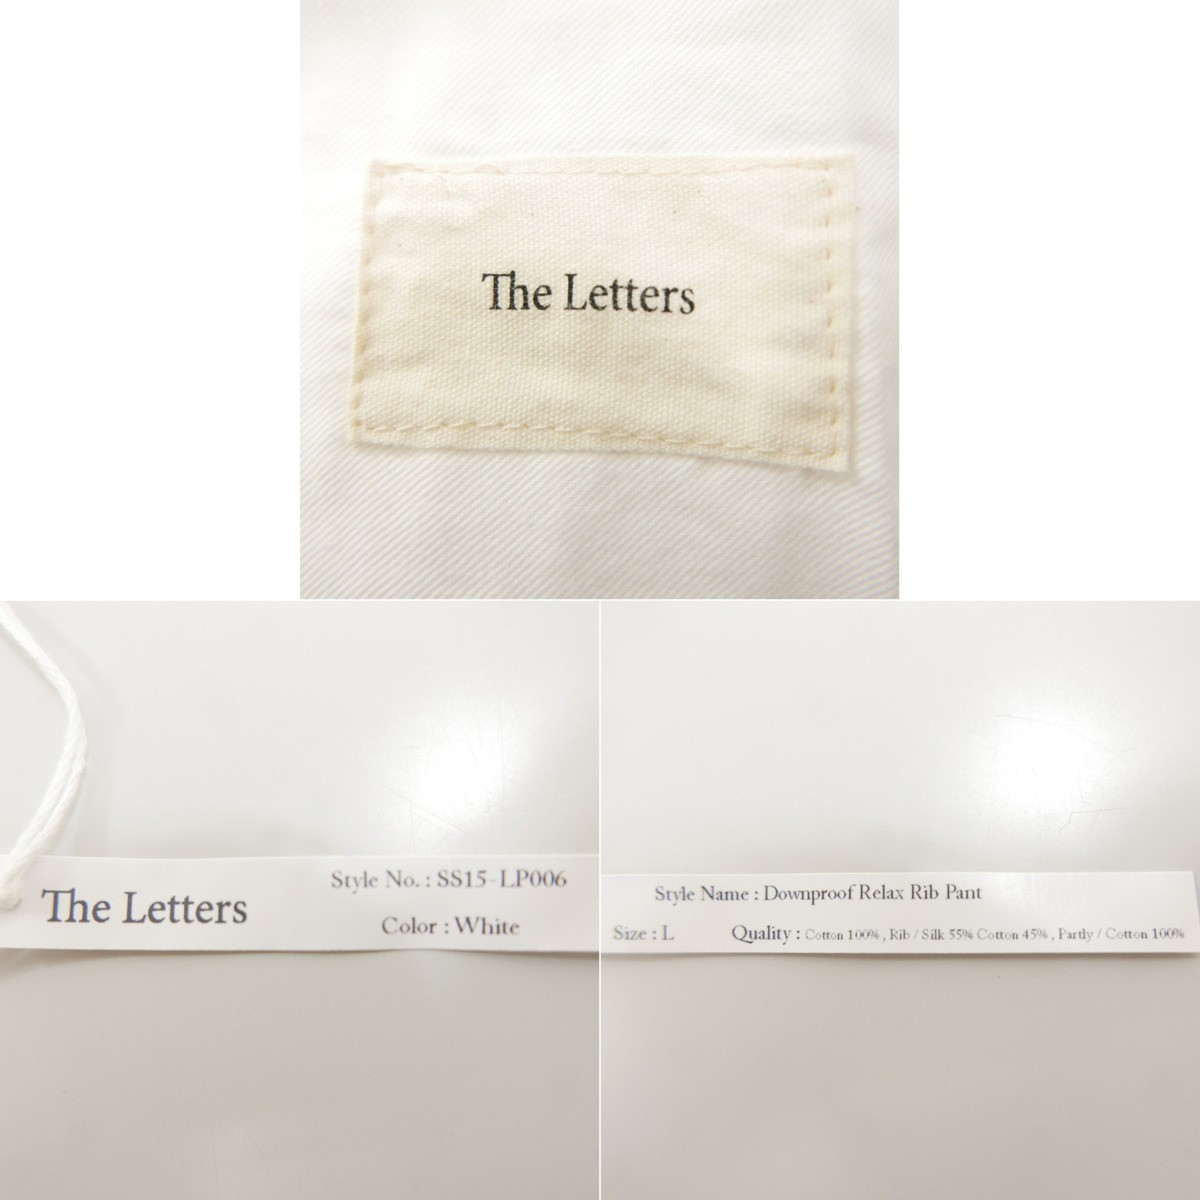 The Letters
The Letters
Style No. : SS15-LP006
Color : White
Style Name : Downproof Relax Rib Pant
Size : L
Quality : Cotton 100% , Rib / Silk 55% Cotton 45% , Partly / Cotton 100%